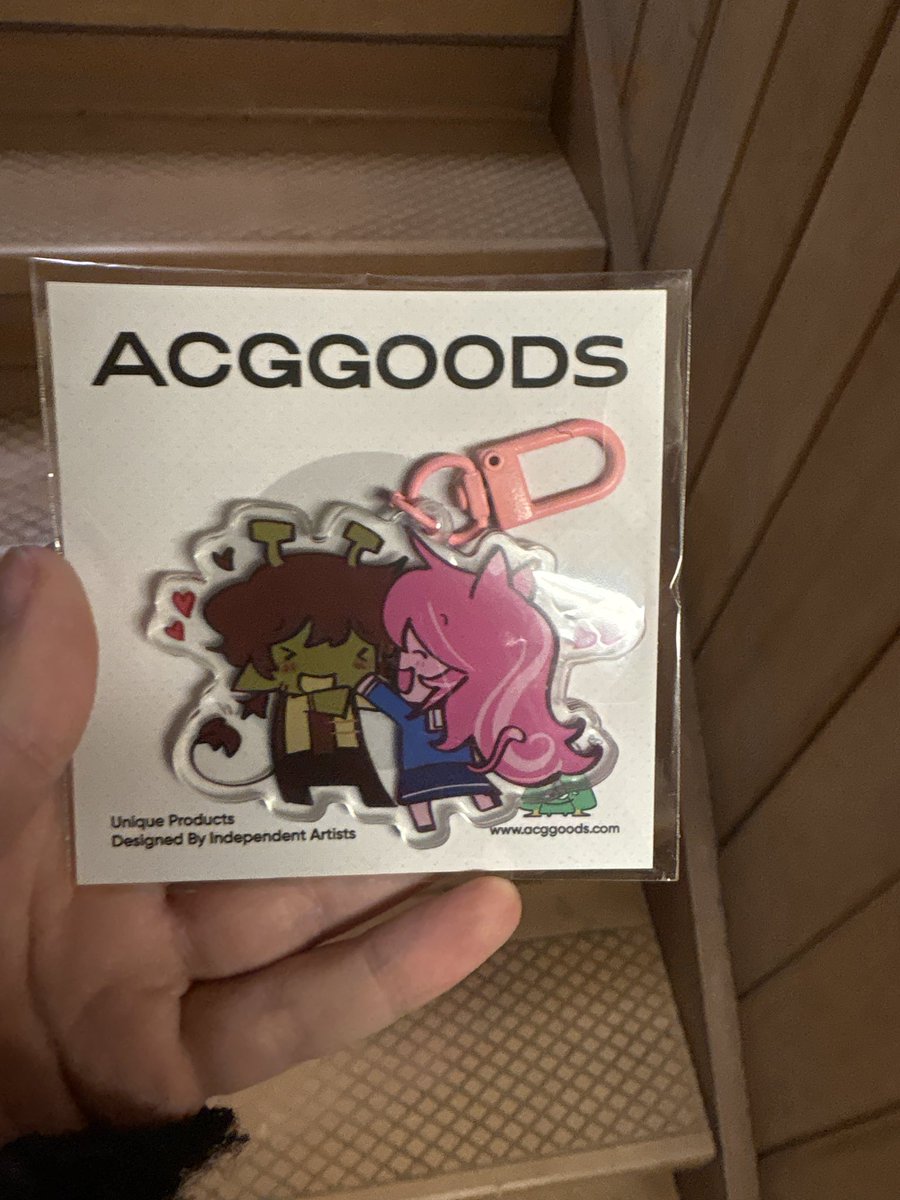 ACGGOODS
Unique Products
Designed By Independent Artists
www.acggoods.com